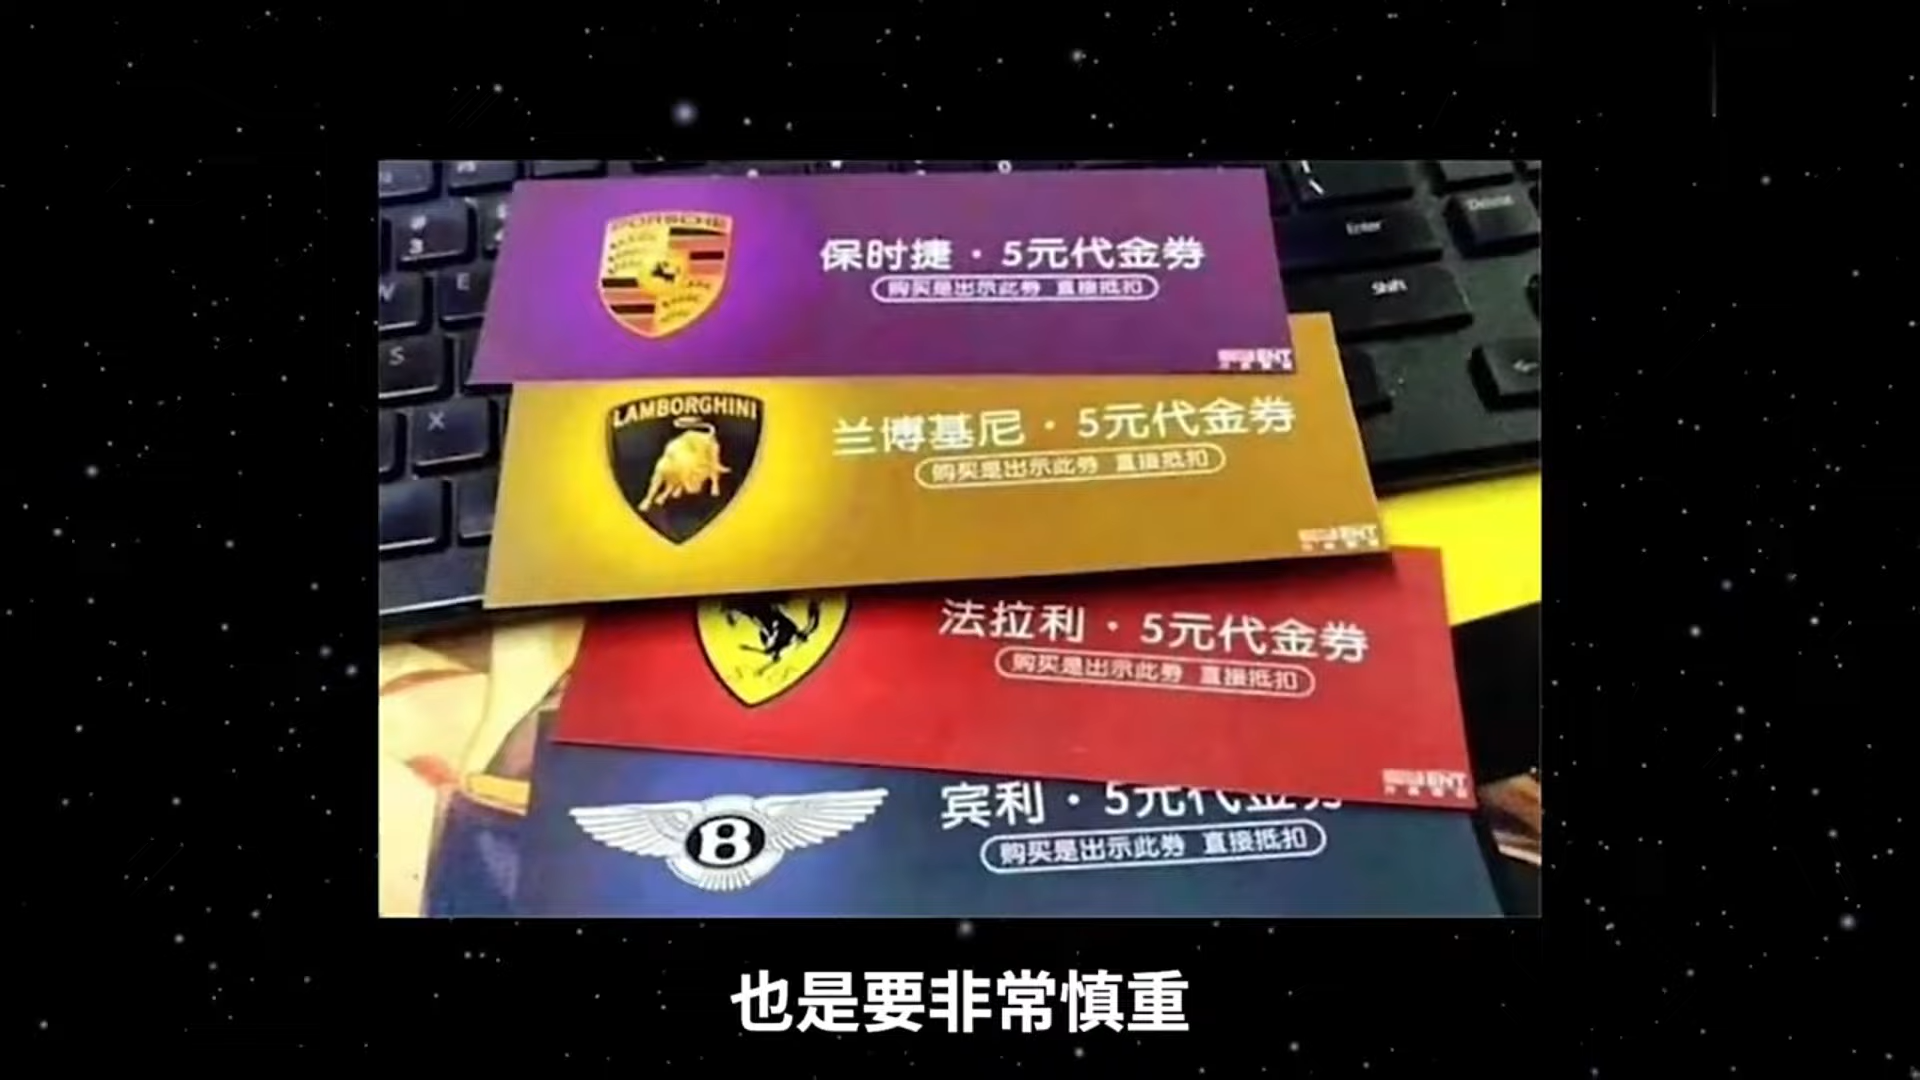 PORSCHE
保时捷·5元代金券
购买是出示此券 直接抵扣
LAMBORGHINI
兰博基尼·5元代金券
购买是出示此券 直接抵扣
法拉利·5元代金券
购买是出示此券 直接抵扣
B
宾利·5元代金券
购买是出示此券 直接抵扣
3
E
S
X
Enter
Shift
Delete
也是要非常慎重